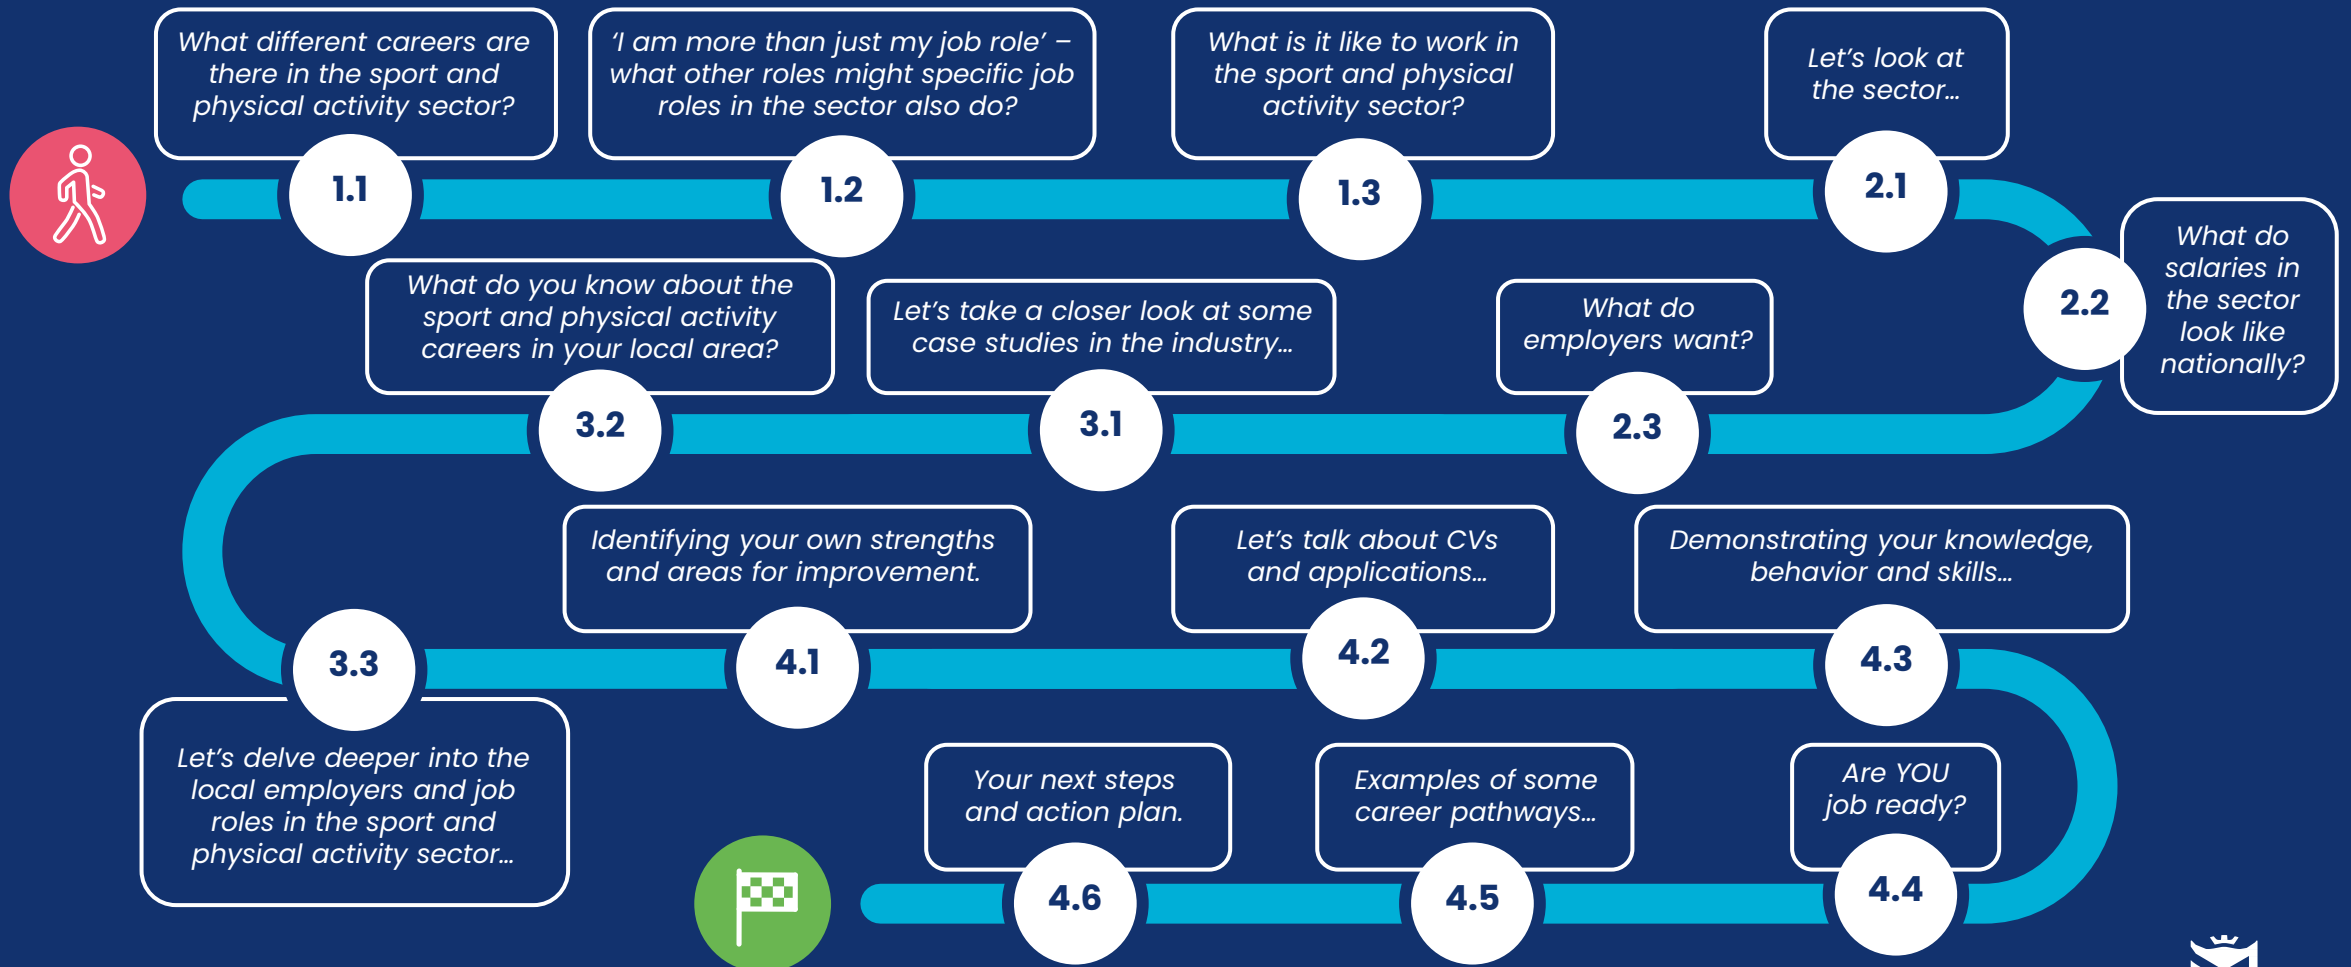 What different careers are
there in the sport and
physical activity sector?
1.1
‘I am more than just my job role’ –
what other roles might specific job
roles in the sector also do?
1.2
What is it like to work in
the sport and physical
activity sector?
1.3
Let’s look at
the sector…
2.1
What do
salaries in
the sector
look like
nationally?
2.2
What do
employers want?
2.3
Let’s take a closer look at some
case studies in the industry…
3.1
What do you know about the
sport and physical activity
careers in your local area?
3.2
3.3
Let’s delve deeper into the
local employers and job
roles in the sport and
physical activity sector…
Identifying your own strengths
and areas for improvement.
4.1
Let’s talk about CVs
and applications…
4.2
Demonstrating your knowledge,
behavior and skills…
4.3
Are YOU
job ready?
4.4
Examples of some
career pathways…
4.5
Your next steps
and action plan.
4.6